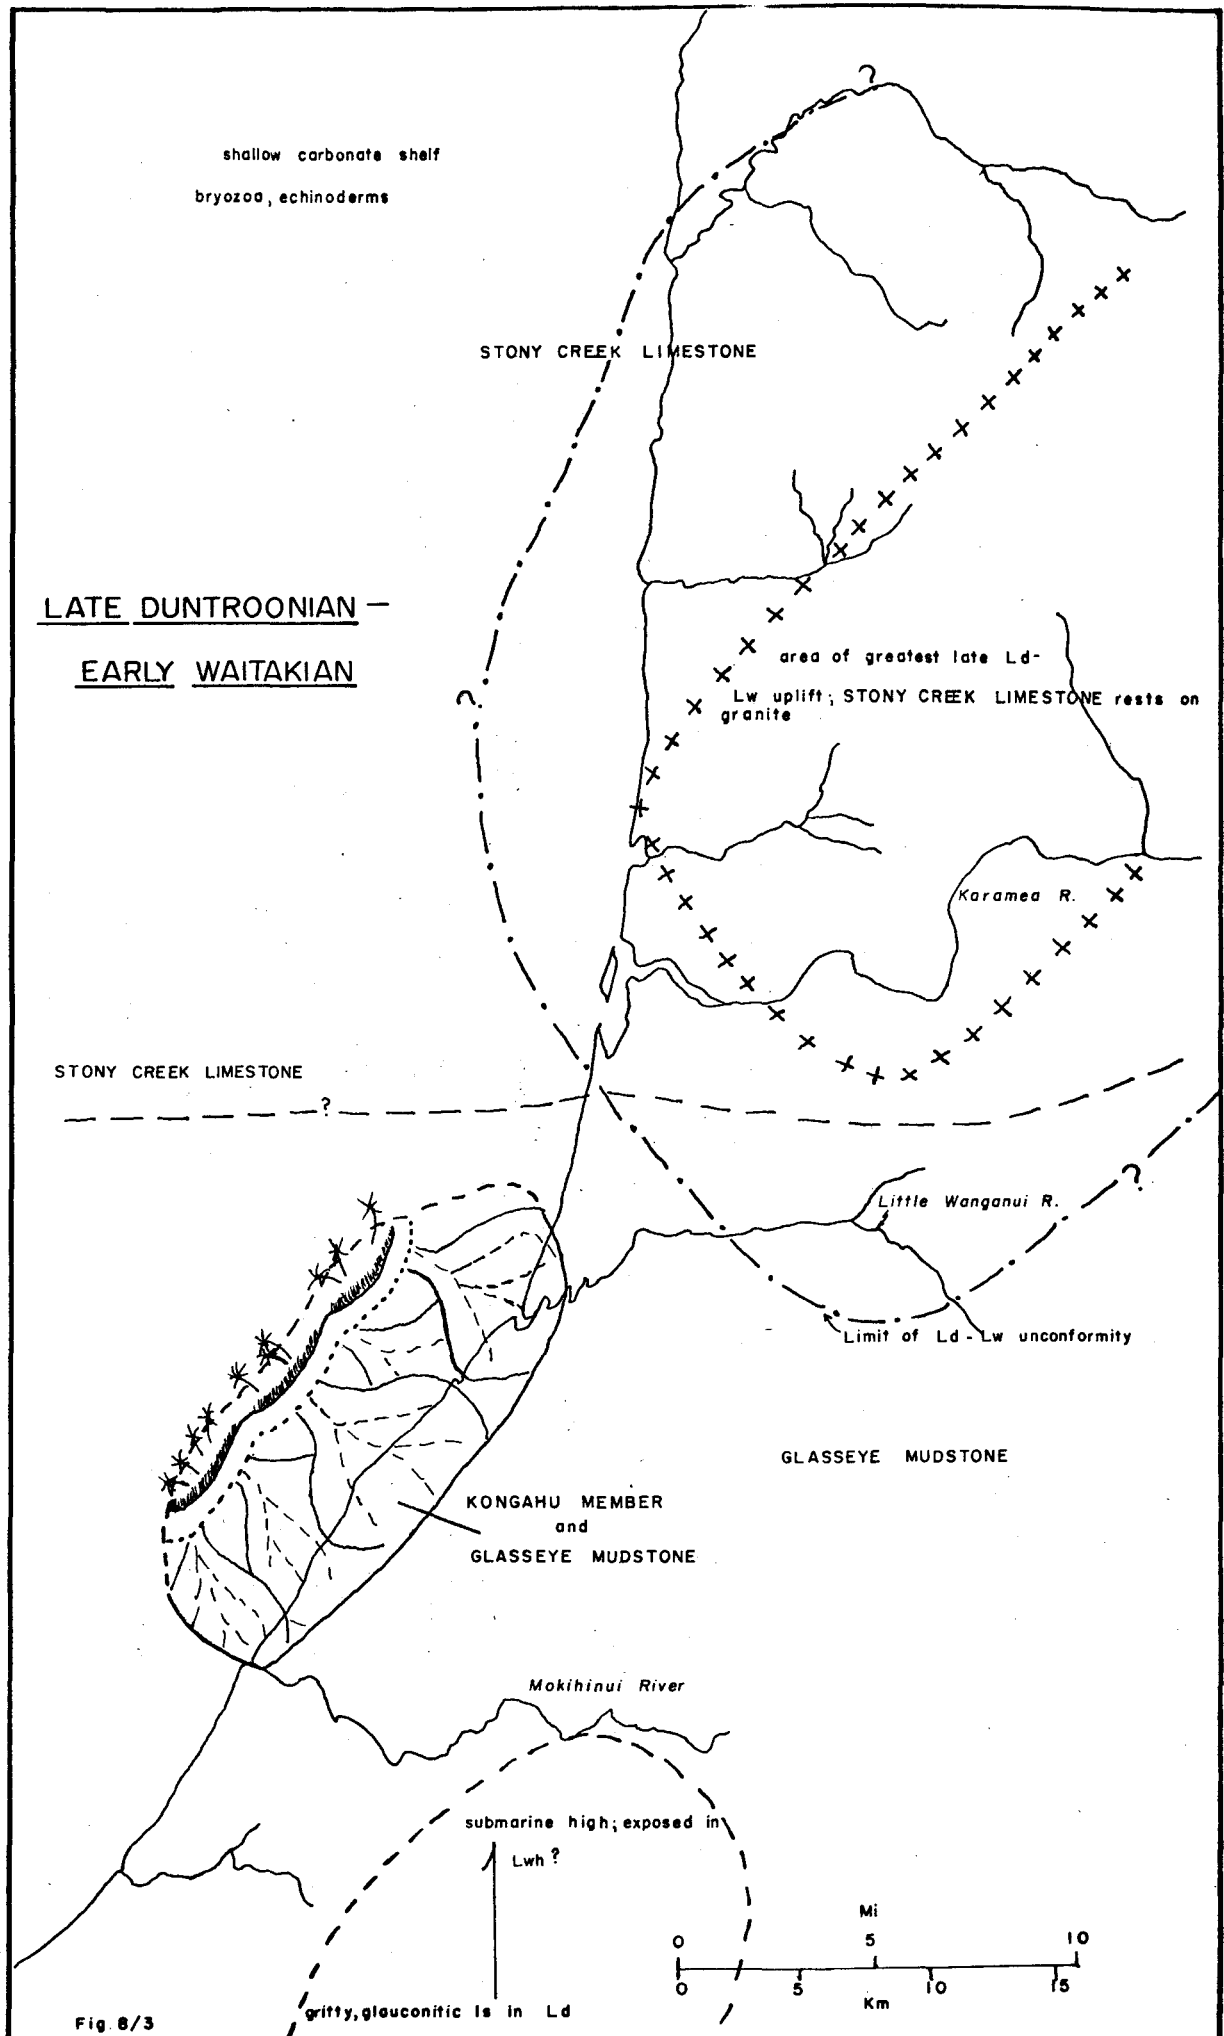 ?
shallow carbonate shelf
bryozoa, echinoderms
STONY CREEK LIMESTONE
LATE DUNTROONIAN –
EARLY WAITAKIAN
area of greatest late Ld-
Lw uplift; STONY CREEK LIMESTONE rests on
granite
?
Karamea R.
STONY CREEK LIMESTONE
?
?
Little Wanganui R.
Limit of Ld - Lw unconformity
GLASSEYE MUDSTONE
KONGAHU MEMBER
and
GLASSEYE MUDSTONE
Mokihinui River
submarine high; exposed in
Lwh ?
gritty, glauconitic ls in Ld
Mi
0 5 10
0 5 10 15
Km
Fig. 8/3